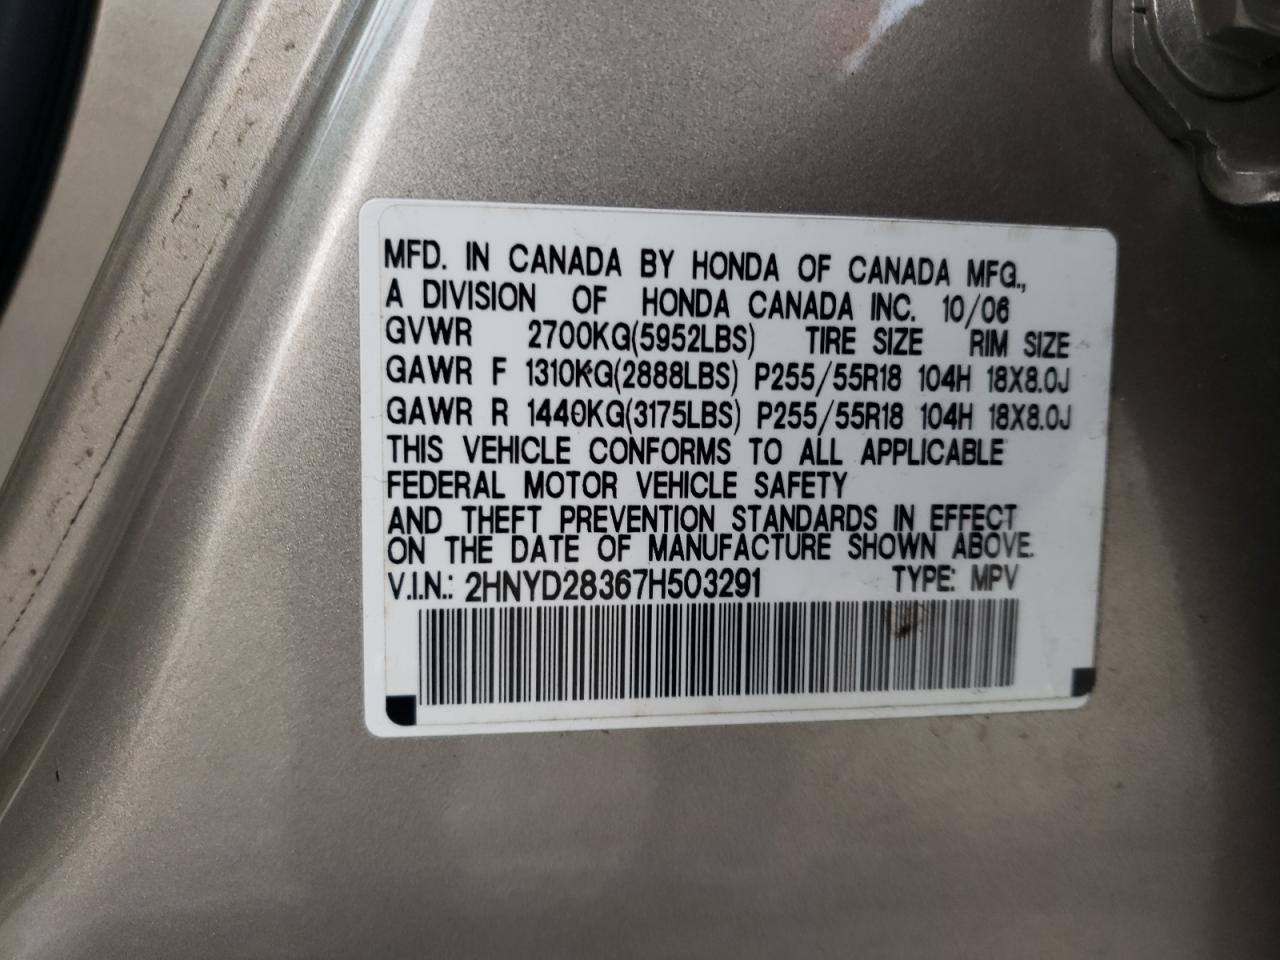 MFD. IN CANADA BY HONDA OF CANADA MFG.,
A DIVISION OF HONDA CANADA INC. 10/06
GVWR 2700KG(5952LBS) TIRE SIZE RIM SIZE
GAWR F 1310KG(2888LBS) P255/55R18 104H 18X8.0J
GAWR R 1440KG(3175LBS) P255/55R18 104H 18X8.0J
THIS VEHICLE CONFORMS TO ALL APPLICABLE
FEDERAL MOTOR VEHICLE SAFETY
AND THEFT PREVENTION STANDARDS IN EFFECT
ON THE DATE OF MANUFACTURE SHOWN ABOVE.
V.I.N.: 2HNYD28367H503291 TYPE: MPV